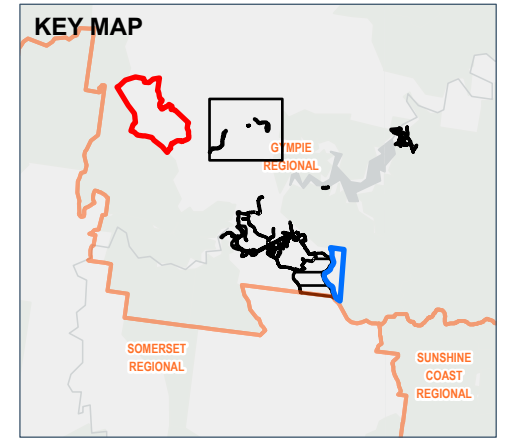 KEY MAP
GYMPIE
REGIONAL
SOMERSET
REGIONAL
SUNSHINE
COAST
REGIONAL